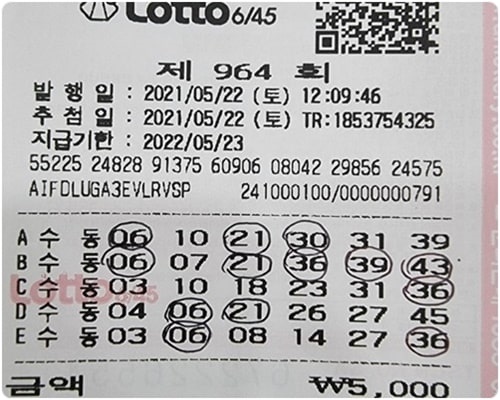 Lotto 6/45
제 964 회
발 행 일 : 2021/05/22 (토) 12:09:46
추 첨 일 : 2021/05/22 (토) TR:1853754325
지급기한 : 2022/05/23
55225 24828 91375 60906 08042 29856 24575
AIFDLUGA3EVLRVSP 241000100/0000000791
A 수 동 06 10 21 30 31 39
B 수 동 06 07 21 36 39 43
C 수 동 03 10 18 23 31 36
D 수 동 04 06 21 26 27 45
E 수 동 03 06 08 14 27 36
금액 ₩5,000